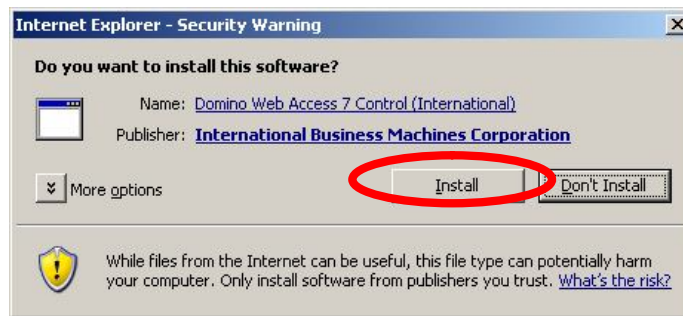 Internet Explorer - Security Warning
Do you want to install this software?
Name: Domino Web Access 7 Control (International)
Publisher: International Business Machines Corporation
More options
Install
Don't Install
While files from the Internet can be useful, this file type can potentially harm
your computer. Only install software from publishers you trust. What's the risk?